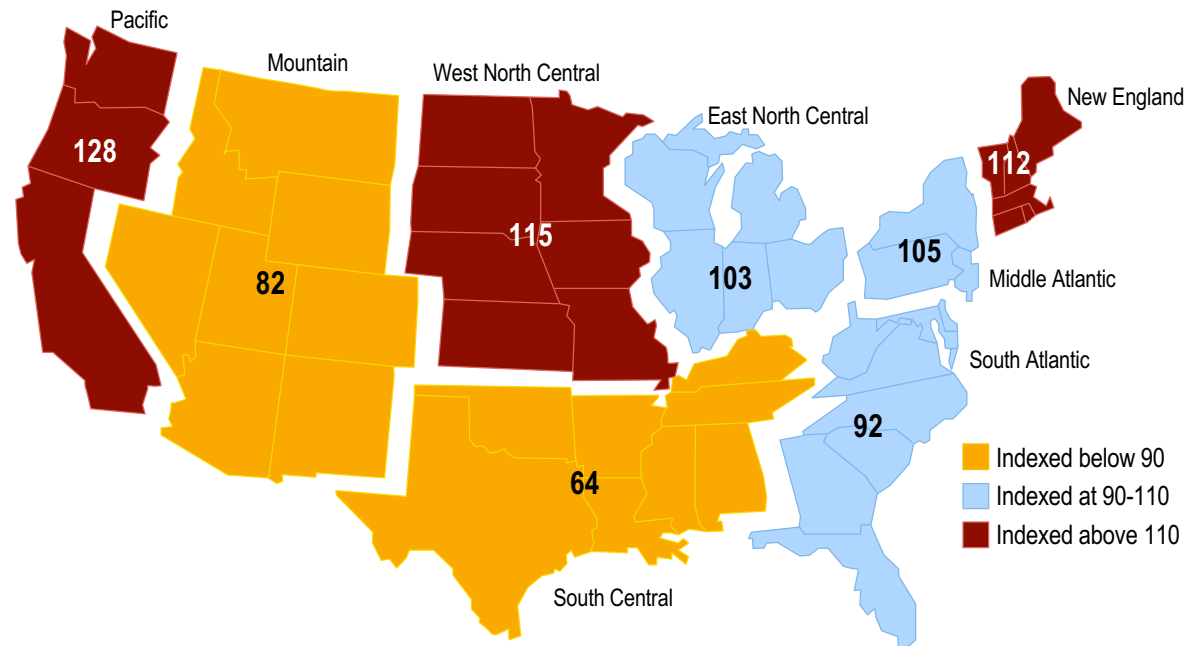 Pacific
Mountain
West North Central
East North Central
New England
128
112
115
105
82
103
Middle Atlantic
South Atlantic
92
64
Indexed below 90
Indexed at 90-110
Indexed above 110
South Central